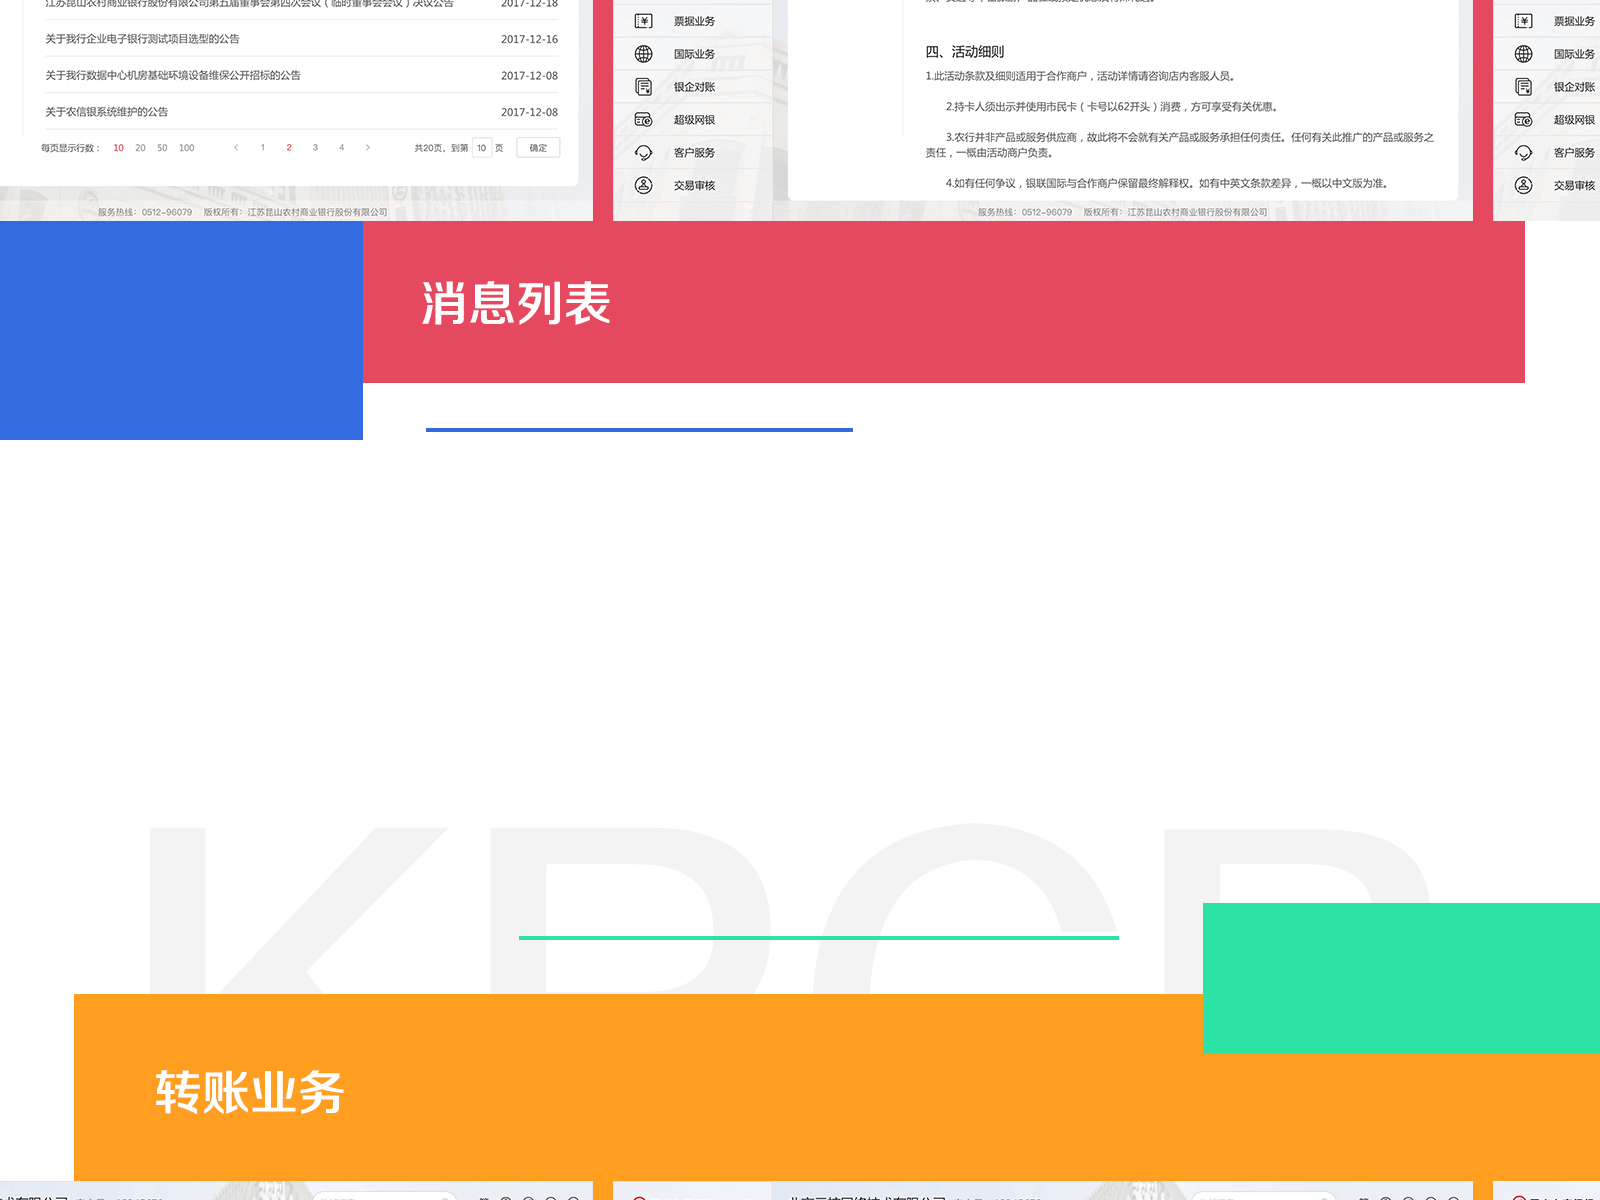 江苏昆山农村商业银行股份有限公司第五届董事会第四次会议（临时董事会会议）决议公告 2017-12-18
关于我行企业电子银行测试项目选型的公告 2017-12-16
关于我行数据中心机房基础环境设备维保公开招标的公告 2017-12-08
关于农信银系统维护的公告 2017-12-08
每页显示行数： 10 20 50 100 < 1 2 3 4 > 共20页，到第 10 页 确定
服务热线：0512-96079 版权所有：江苏昆山农村商业银行股份有限公司
票据业务
国际业务
银企对账
超级网银
客户服务
交易审核
四、活动细则
1.此活动条款及细则适用于合作商户，活动详情请咨询店内客服人员。
2.持卡人须出示并使用市民卡（卡号以62开头）消费，方可享受有关优惠。
3.农行并非产品或服务供应商，故此将不会就有关产品或服务承担任何责任。任何有关此推广的产品或服务之
责任，一概由活动商户负责。
4.如有任何争议，银联国际与合作商户保留最终解释权。如有中英文条款差异，一概以中文版为准。
服务热线：0512-96079 版权所有：江苏昆山农村商业银行股份有限公司
票据业务
国际业务
银企对账
超级网银
客户服务
交易审核
消息列表
转账业务